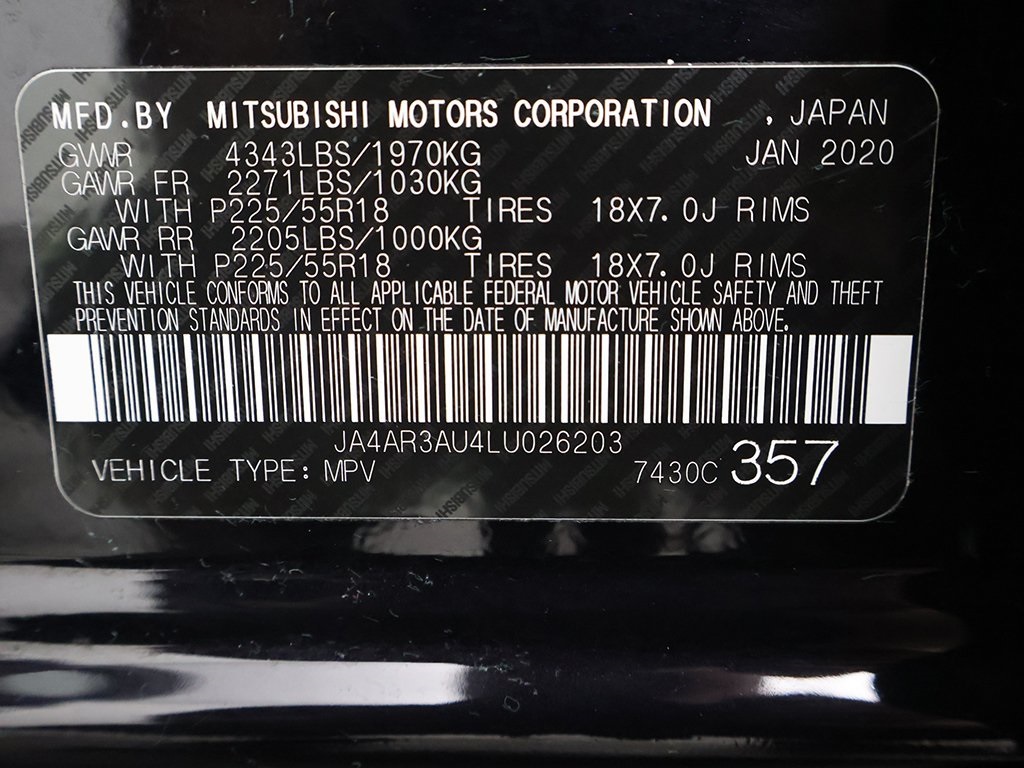 MFD.BY MITSUBISHI MOTORS CORPORATION , JAPAN
GVWR 4343LBS/1970KG JAN 2020
GAWR FR 2271LBS/1030KG
WITH P225/55R18 TIRES 18X7.0J RIMS
GAWR RR 2205LBS/1000KG
WITH P225/55R18 TIRES 18X7.0J RIMS
THIS VEHICLE CONFORMS TO ALL APPLICABLE FEDERAL MOTOR VEHICLE SAFETY AND THEFT
PREVENTION STANDARDS IN EFFECT ON THE DATE OF MANUFACTURE SHOWN ABOVE.
JA4AR3AU4LU026203
VEHICLE TYPE: MPV 7430C 357